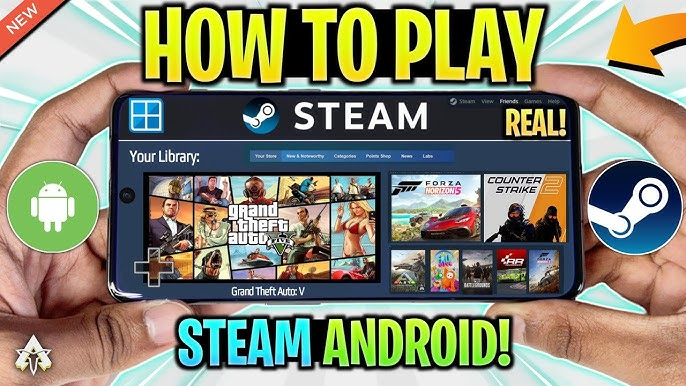 NEW
HOW TO PLAY
STEAM
Steam View Friends Games Help
REAL!
Your Library:
Your Store New & Noteworthy Categories Points Shop News Labs
grand
theft
auto
V
FIVE
FORZA
HORIZON 5
COUNTER
STRIKE 2
Grand Theft Auto: V
STEAM ANDROID!